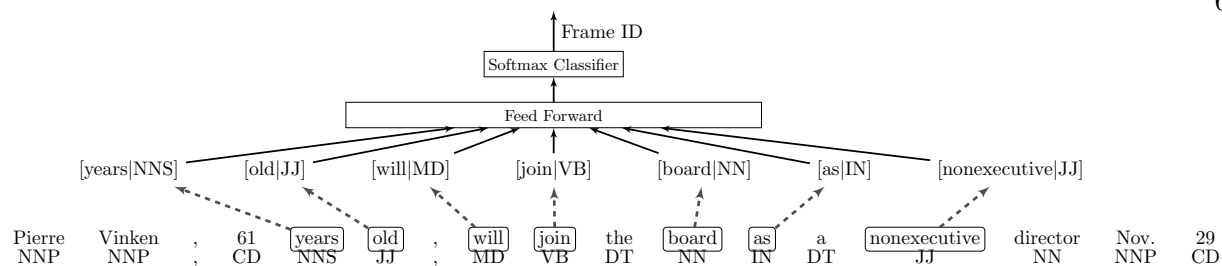 Frame ID
Softmax Classifier
Feed Forward
[years|NNS] [old|JJ] [will|MD] [join|VB] [board|NN] [as|IN] [nonexecutive|JJ]
Pierre Vinken , 61 years old , will join the board as a nonexecutive director Nov. 29
NNP NNP , CD NNS JJ , MD VB DT NN IN DT JJ NN NNP CD